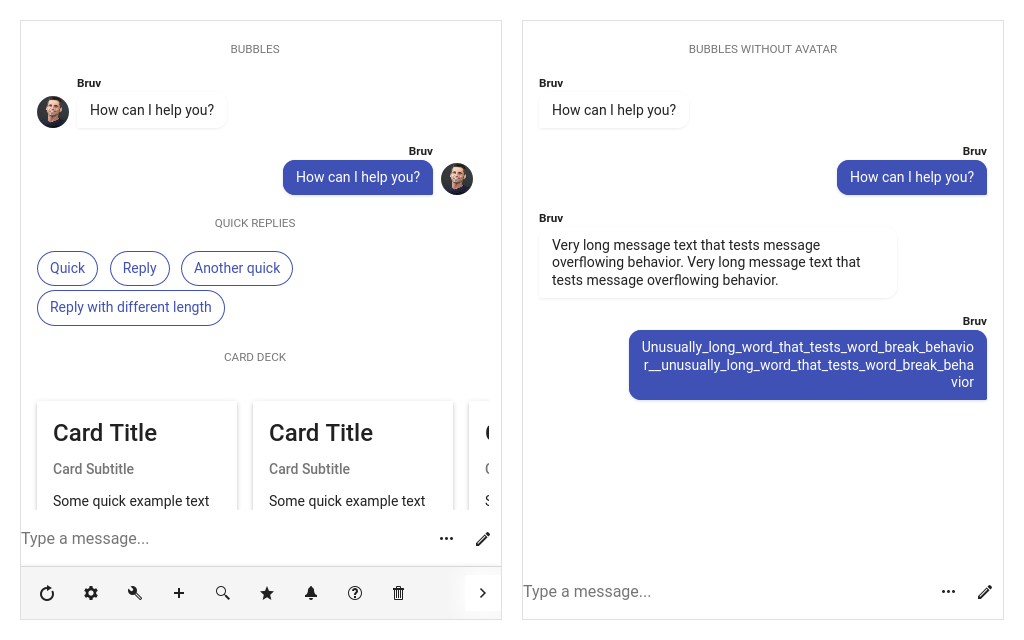 BUBBLES
Bruv
How can I help you?
Bruv
How can I help you?
QUICK REPLIES
Quick
Reply
Another quick
Reply with different length
CARD DECK
Card Title
Card Subtitle
Some quick example text
Card Title
Card Subtitle
Some quick example text
Type a message...
BUBBLES WITHOUT AVATAR
Bruv
How can I help you?
Bruv
How can I help you?
Bruv
Very long message text that tests message
overflowing behavior. Very long message text that
tests message overflowing behavior.
Bruv
Unusually_long_word_that_tests_word_break_behavio
r__unusually_long_word_that_tests_word_break_beha
vior
Type a message...